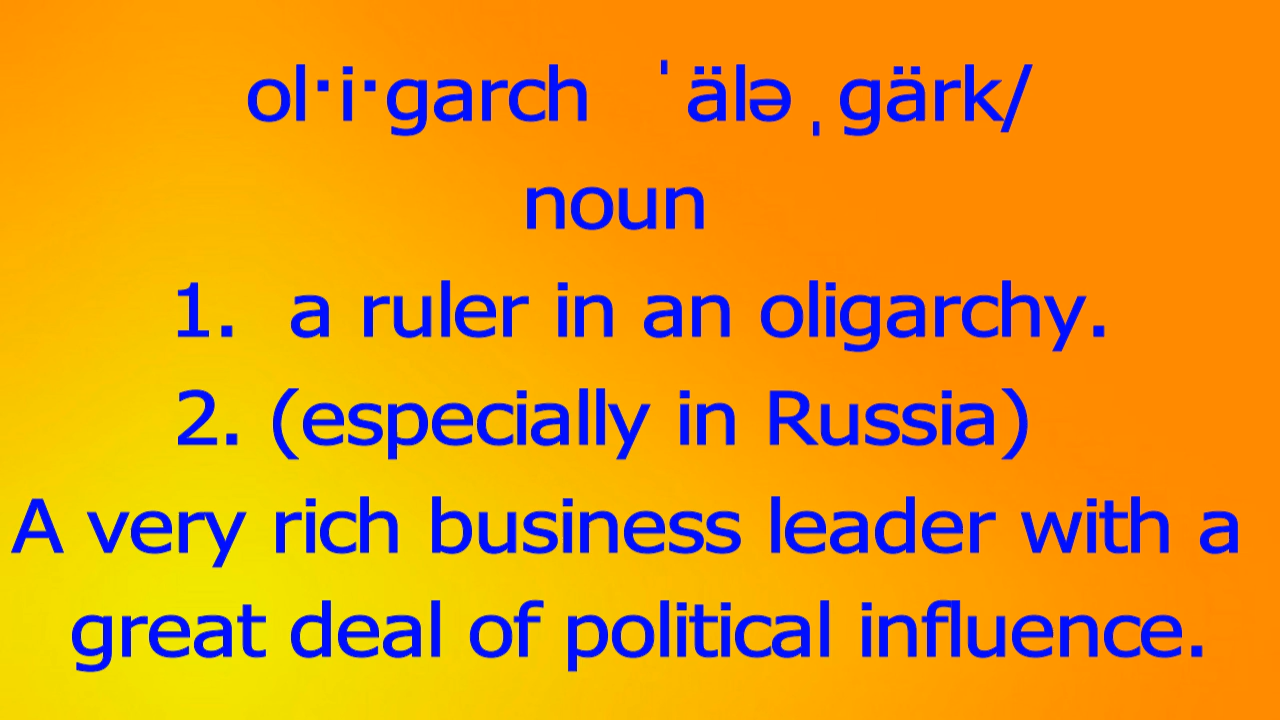 ol·i·garch ˈäləˌgärk/
noun
1. a ruler in an oligarchy.
2. (especially in Russia)
A very rich business leader with a
great deal of political influence.